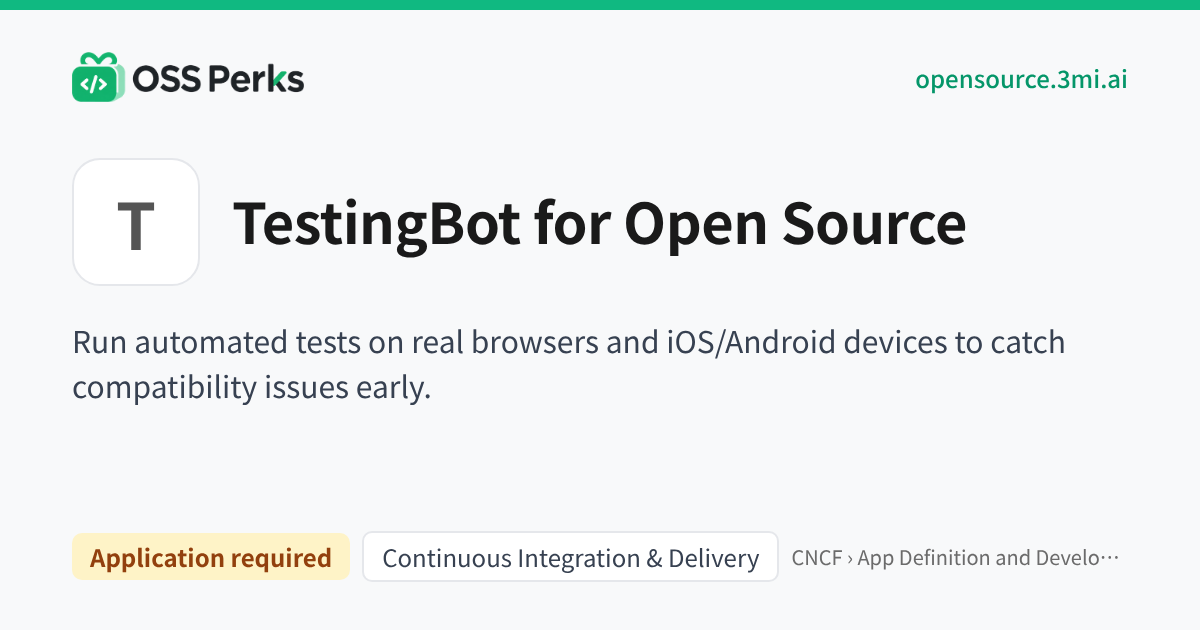 </> OSS Perks
opensource.3mi.ai
T
TestingBot for Open Source
Run automated tests on real browsers and iOS/Android devices to catch
compatibility issues early.
Application required
Continuous Integration & Delivery
CNCF › App Definition and Develo···